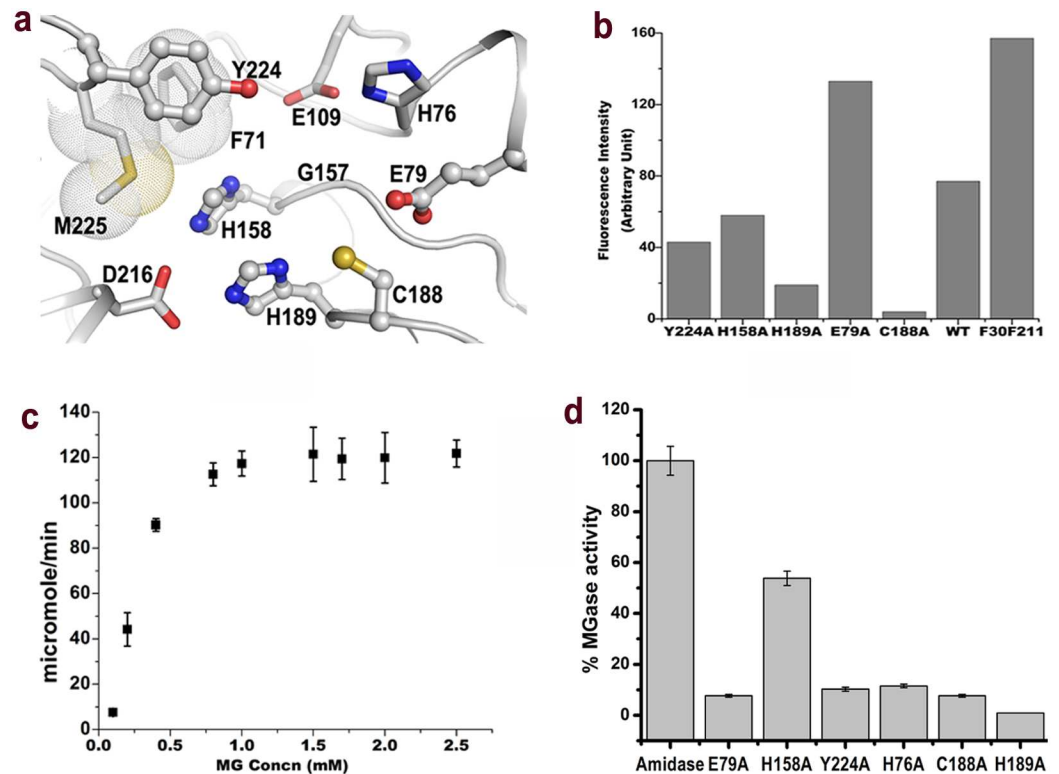 a
Y224
E109
H76
F71
G157
E79
M225
H158
D216
C188
H189
b
160
120
80
40
0
Fluorescence Intensity
(Arbitrary Unit)
Y224A H158A H189A E79A C188A WT F30F211
c
140
120
100
80
60
40
20
0
micromole/min
0.0 0.5 1.0 1.5 2.0 2.5
MG Concn (mM)
d
120
100
80
60
40
20
0
% MGase activity
Amidase E79A H158A Y224A H76A C188A H189A